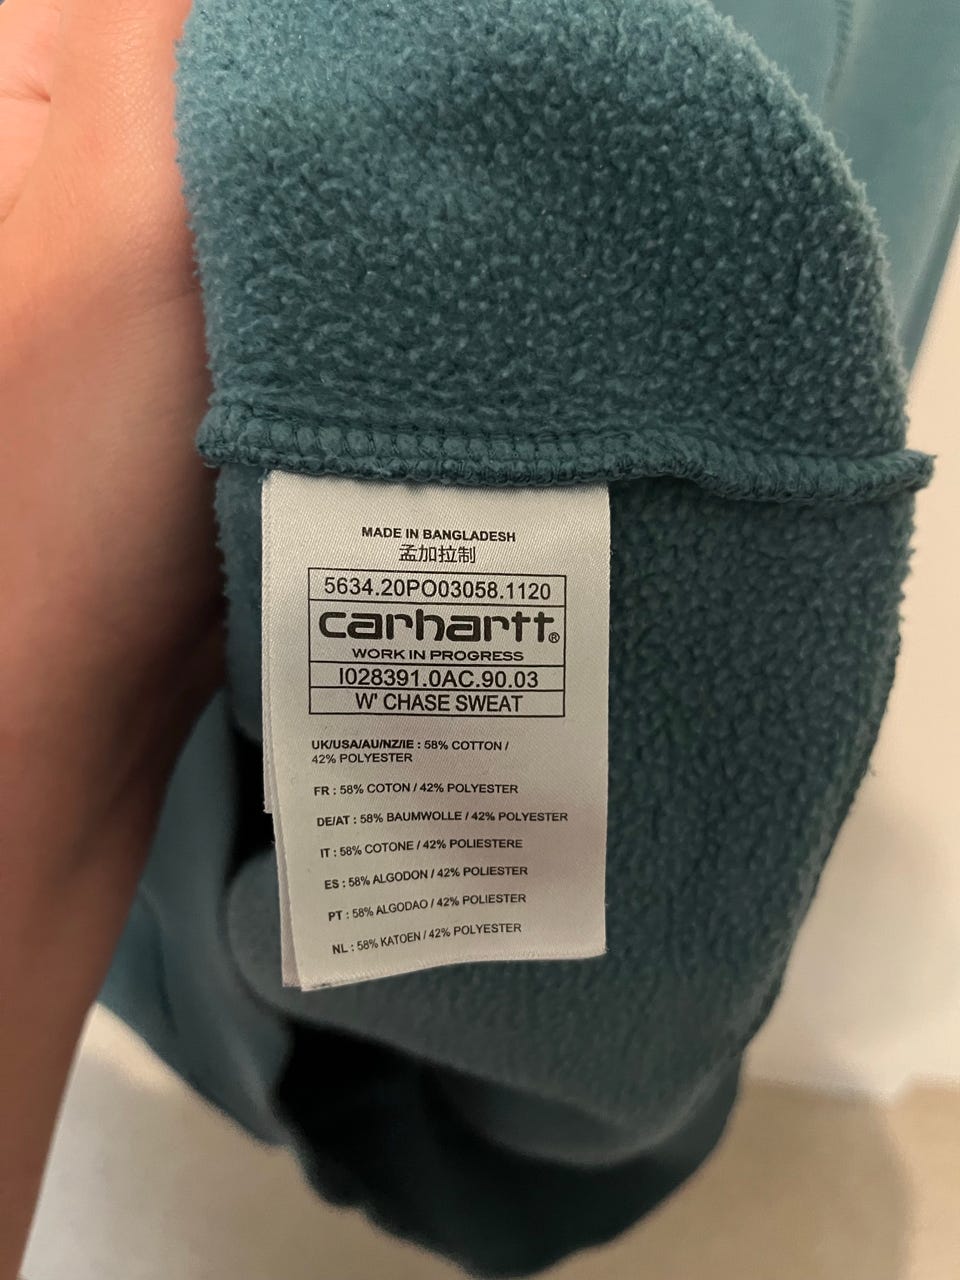 MADE IN BANGLADESH
孟加拉制
5634.20PO03058.1120
carhartt®
WORK IN PROGRESS
I028391.0AC.90.03
W' CHASE SWEAT
UK/USA/AU/NZ/IE : 58% COTTON /
42% POLYESTER
FR : 58% COTON / 42% POLYESTER
DE/AT : 58% BAUMWOLLE / 42% POLYESTER
IT : 58% COTONE / 42% POLIESTERE
ES : 58% ALGODON / 42% POLIESTER
PT : 58% ALGODAO / 42% POLIESTER
NL : 58% KATOEN / 42% POLYESTER